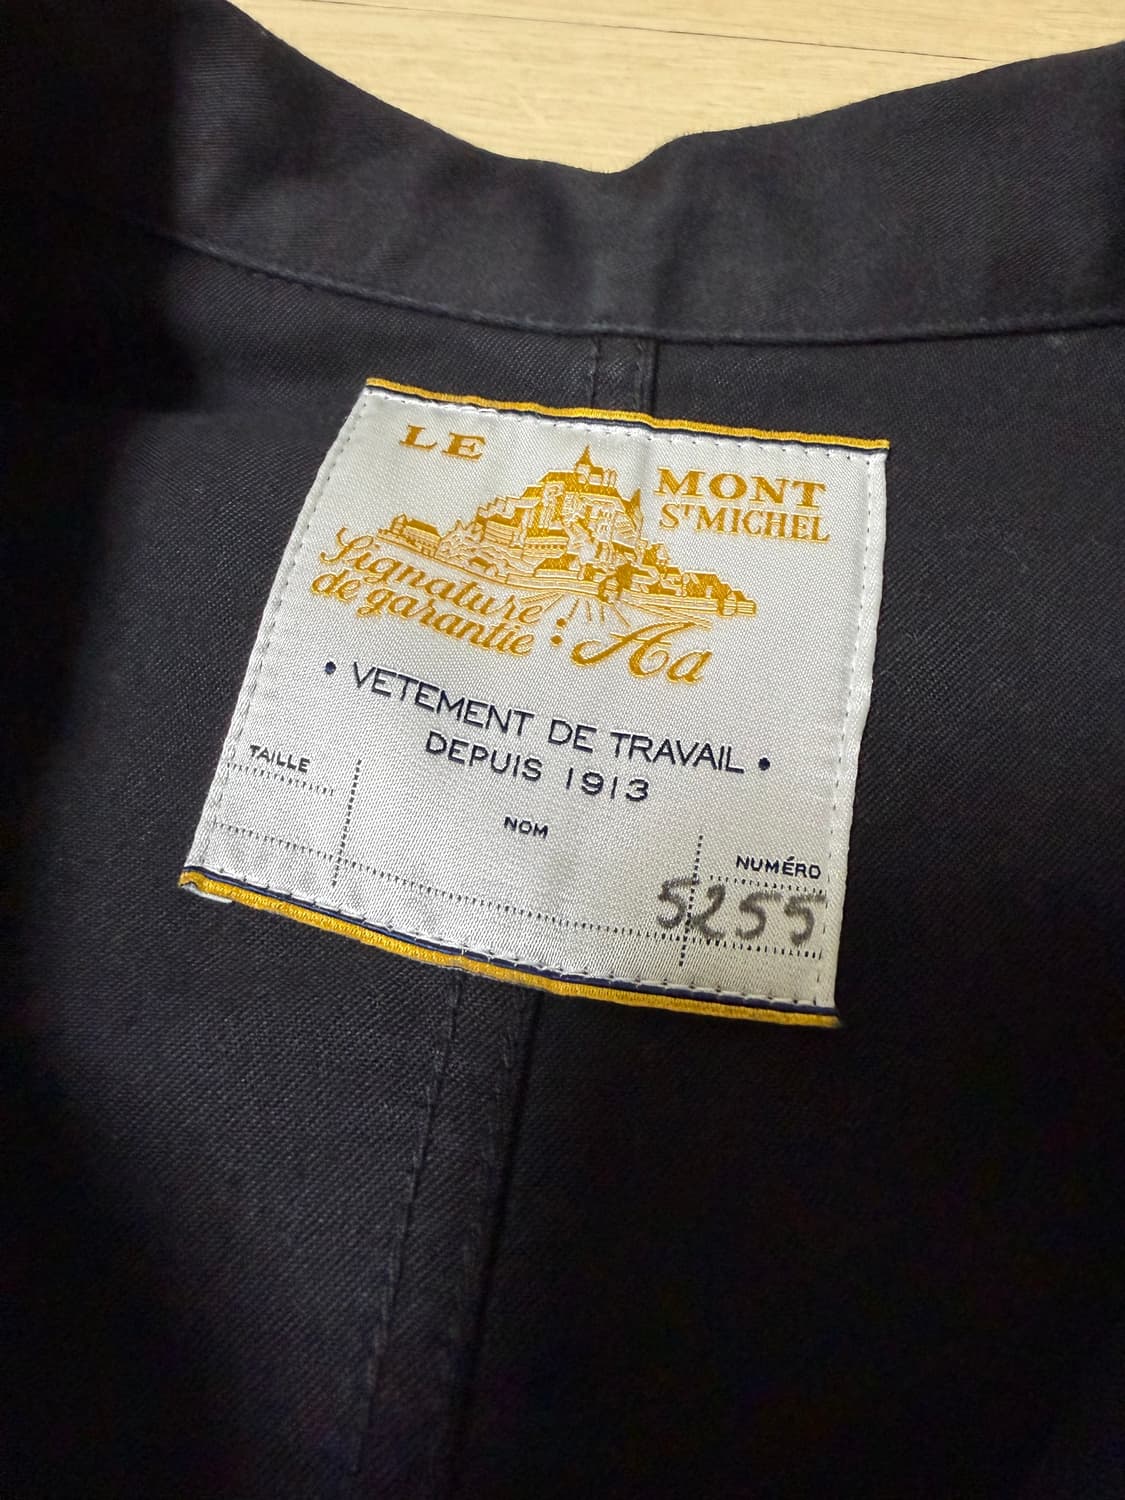 LE MONT
ST MICHEL
Signature
de garantie : Aa
• VETEMENT DE TRAVAIL •
DEPUIS 1913
TAILLE
NOM
NUMÉRO
5255